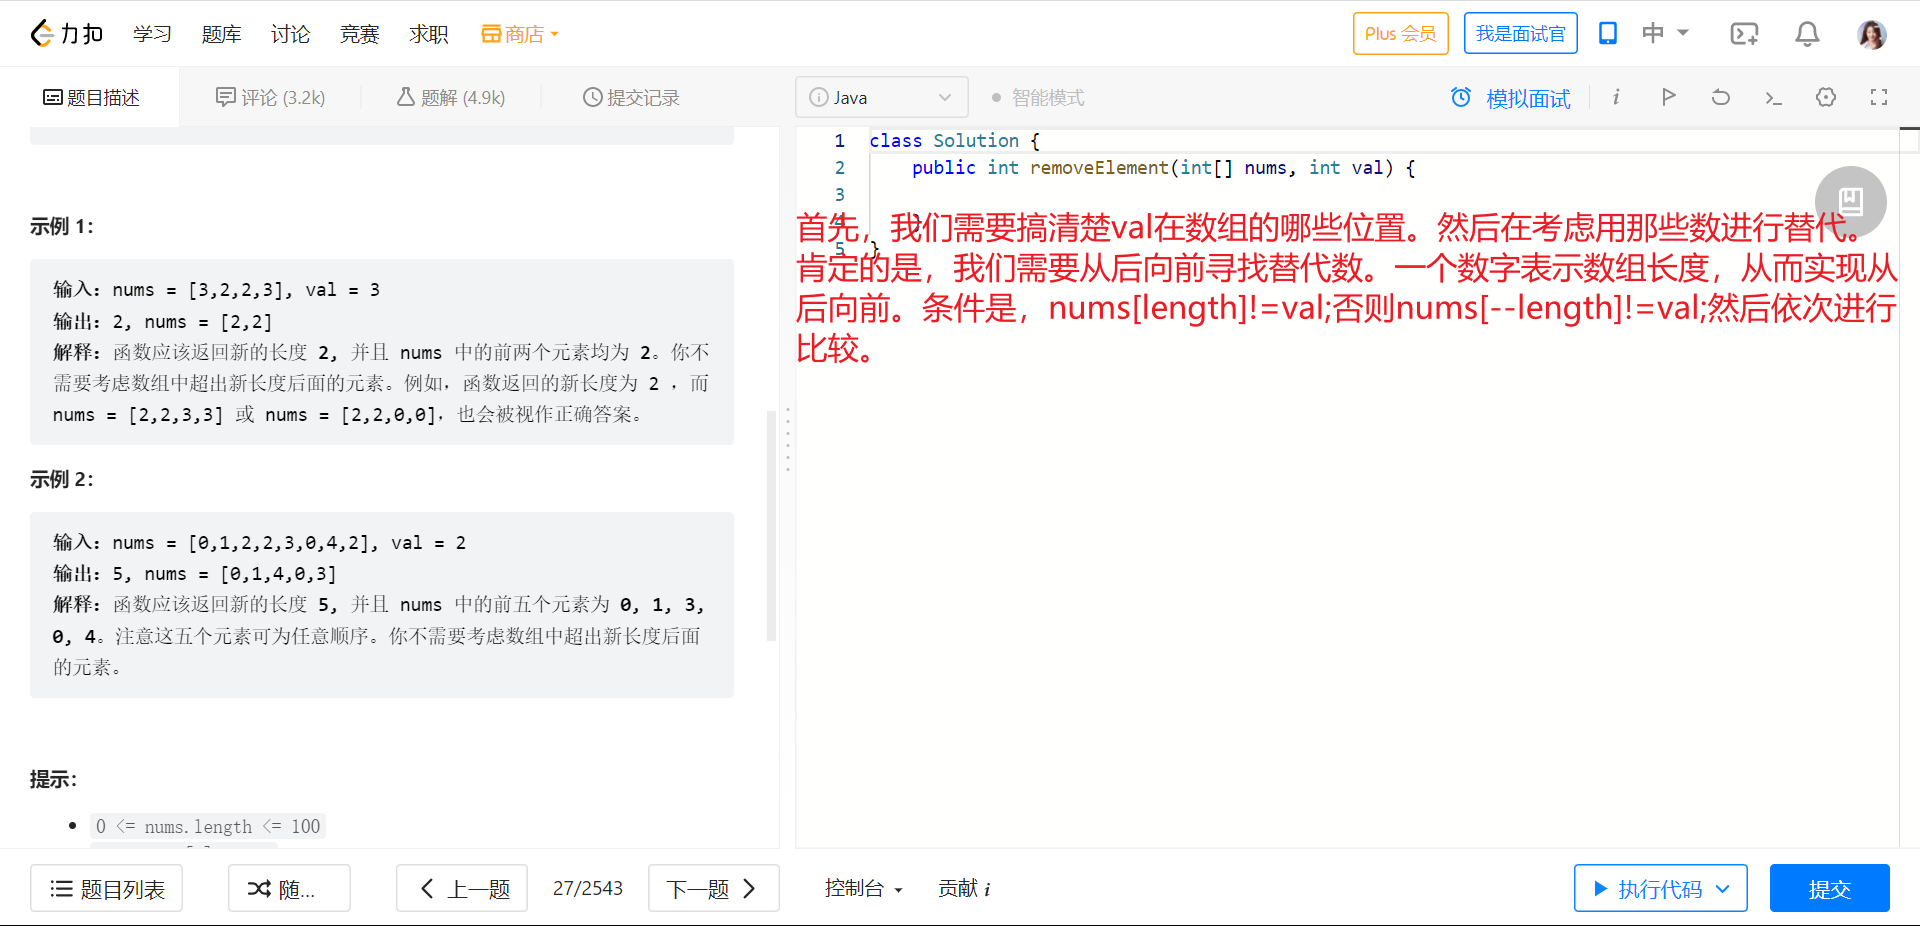 力扣 学习 题库 讨论 竞赛 求职 商店 Plus 会员 我是面试官 中
题目描述 评论 (3.2k) 题解 (4.9k) 提交记录
i Java 智能模式 模拟面试 i
示例 1：
输入：nums = [3,2,2,3], val = 3
输出：2, nums = [2,2]
解释：函数应该返回新的长度 2, 并且 nums 中的前两个元素均为 2。你不
需要考虑数组中超出新长度后面的元素。例如，函数返回的新长度为 2 ，而
nums = [2,2,3,3] 或 nums = [2,2,0,0]，也会被视作正确答案。
示例 2：
输入：nums = [0,1,2,2,3,0,4,2], val = 2
输出：5, nums = [0,1,4,0,3]
解释：函数应该返回新的长度 5, 并且 nums 中的前五个元素为 0, 1, 3,
0, 4。注意这五个元素可为任意顺序。你不需要考虑数组中超出新长度后面
的元素。
提示：
0 <= nums.length <= 100
1 class Solution {
2 public int removeElement(int[] nums, int val) {
3
4 }
5 }
首先，我们需要搞清楚val在数组的哪些位置。然后在考虑用那些数进行替代。
肯定的是，我们需要从后向前寻找替代数。一个数字表示数组长度，从而实现从
后向前。条件是，nums[length]!=val;否则nums[--length]!=val;然后依次进行
比较。
题目列表 随... 上一题 27/2543 下一题 控制台 贡献 i 执行代码 提交